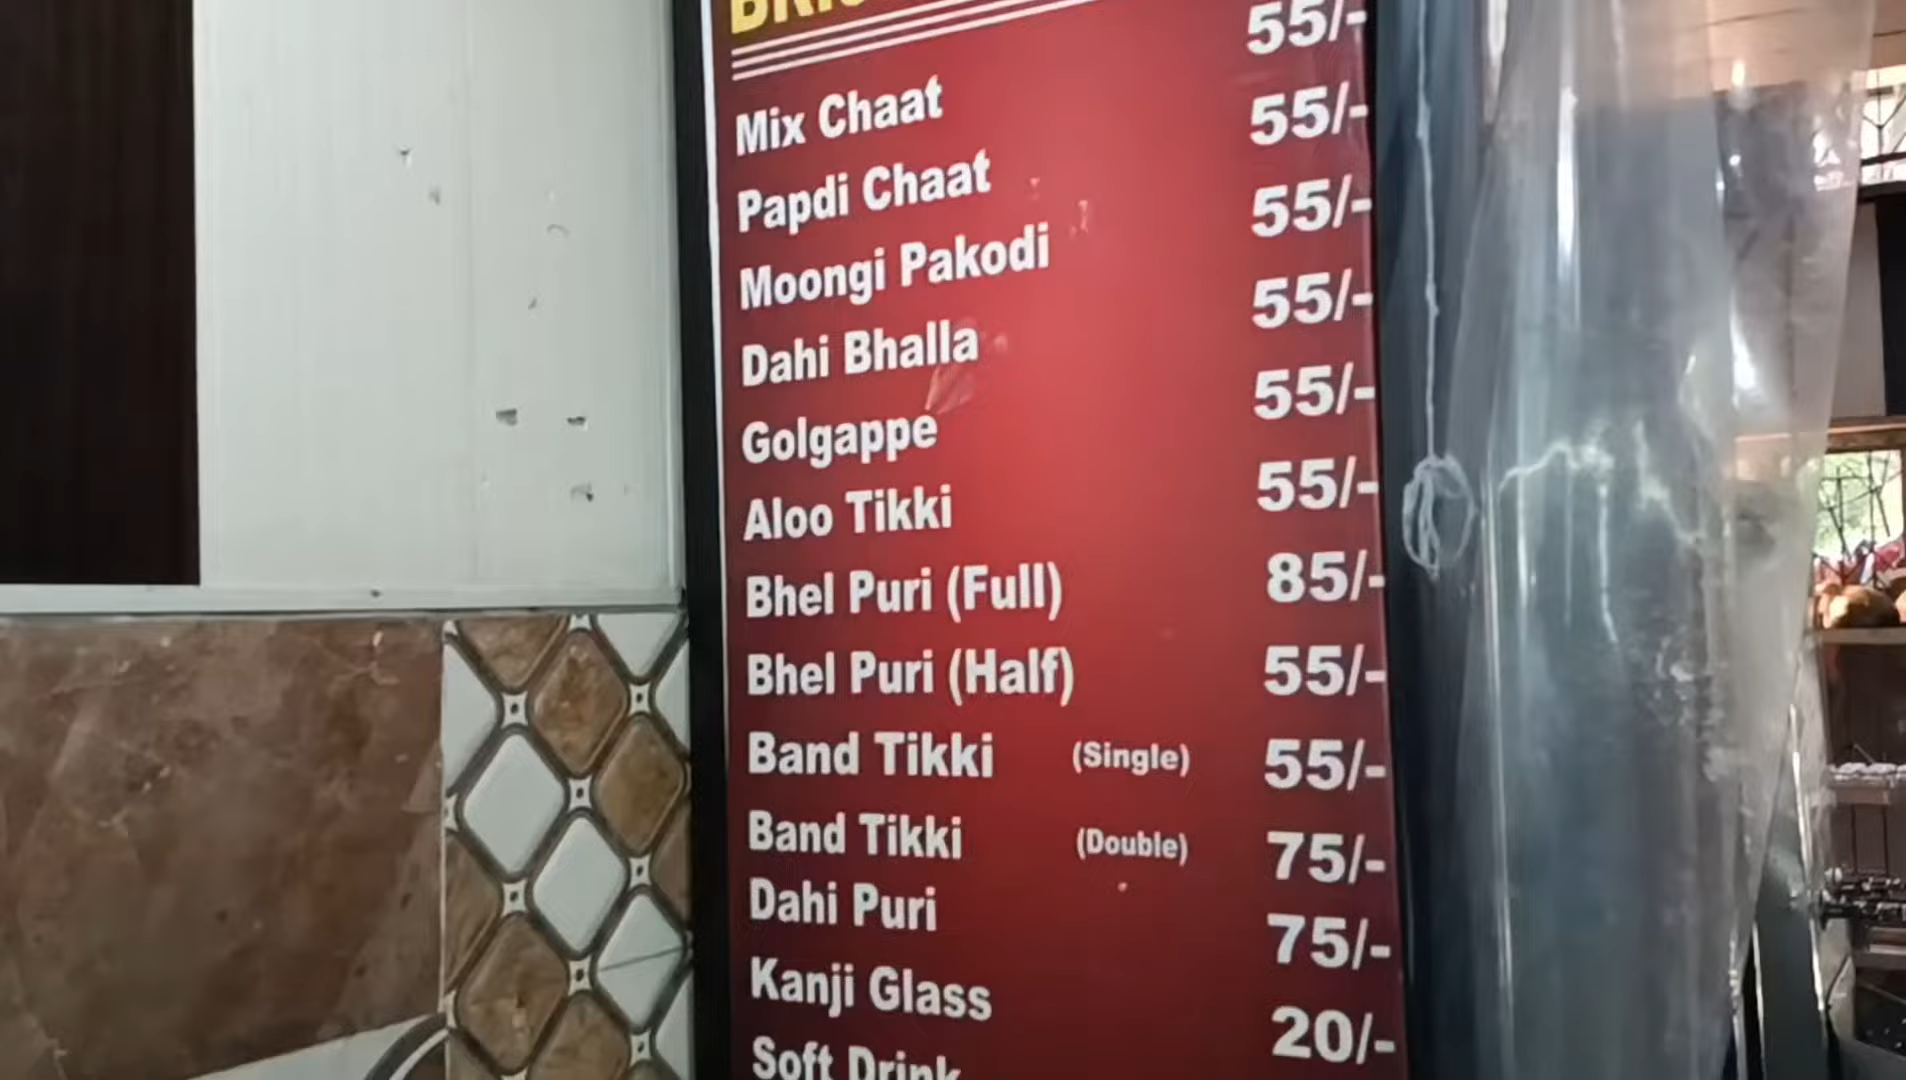 Mix Chaat 55/-
Papdi Chaat 55/-
Moongi Pakodi 55/-
Dahi Bhalla 55/-
Golgappe 55/-
Aloo Tikki 55/-
Bhel Puri (Full) 85/-
Bhel Puri (Half) 55/-
Band Tikki (Single) 55/-
Band Tikki (Double) 75/-
Dahi Puri 75/-
Kanji Glass 20/-
Soft Drink